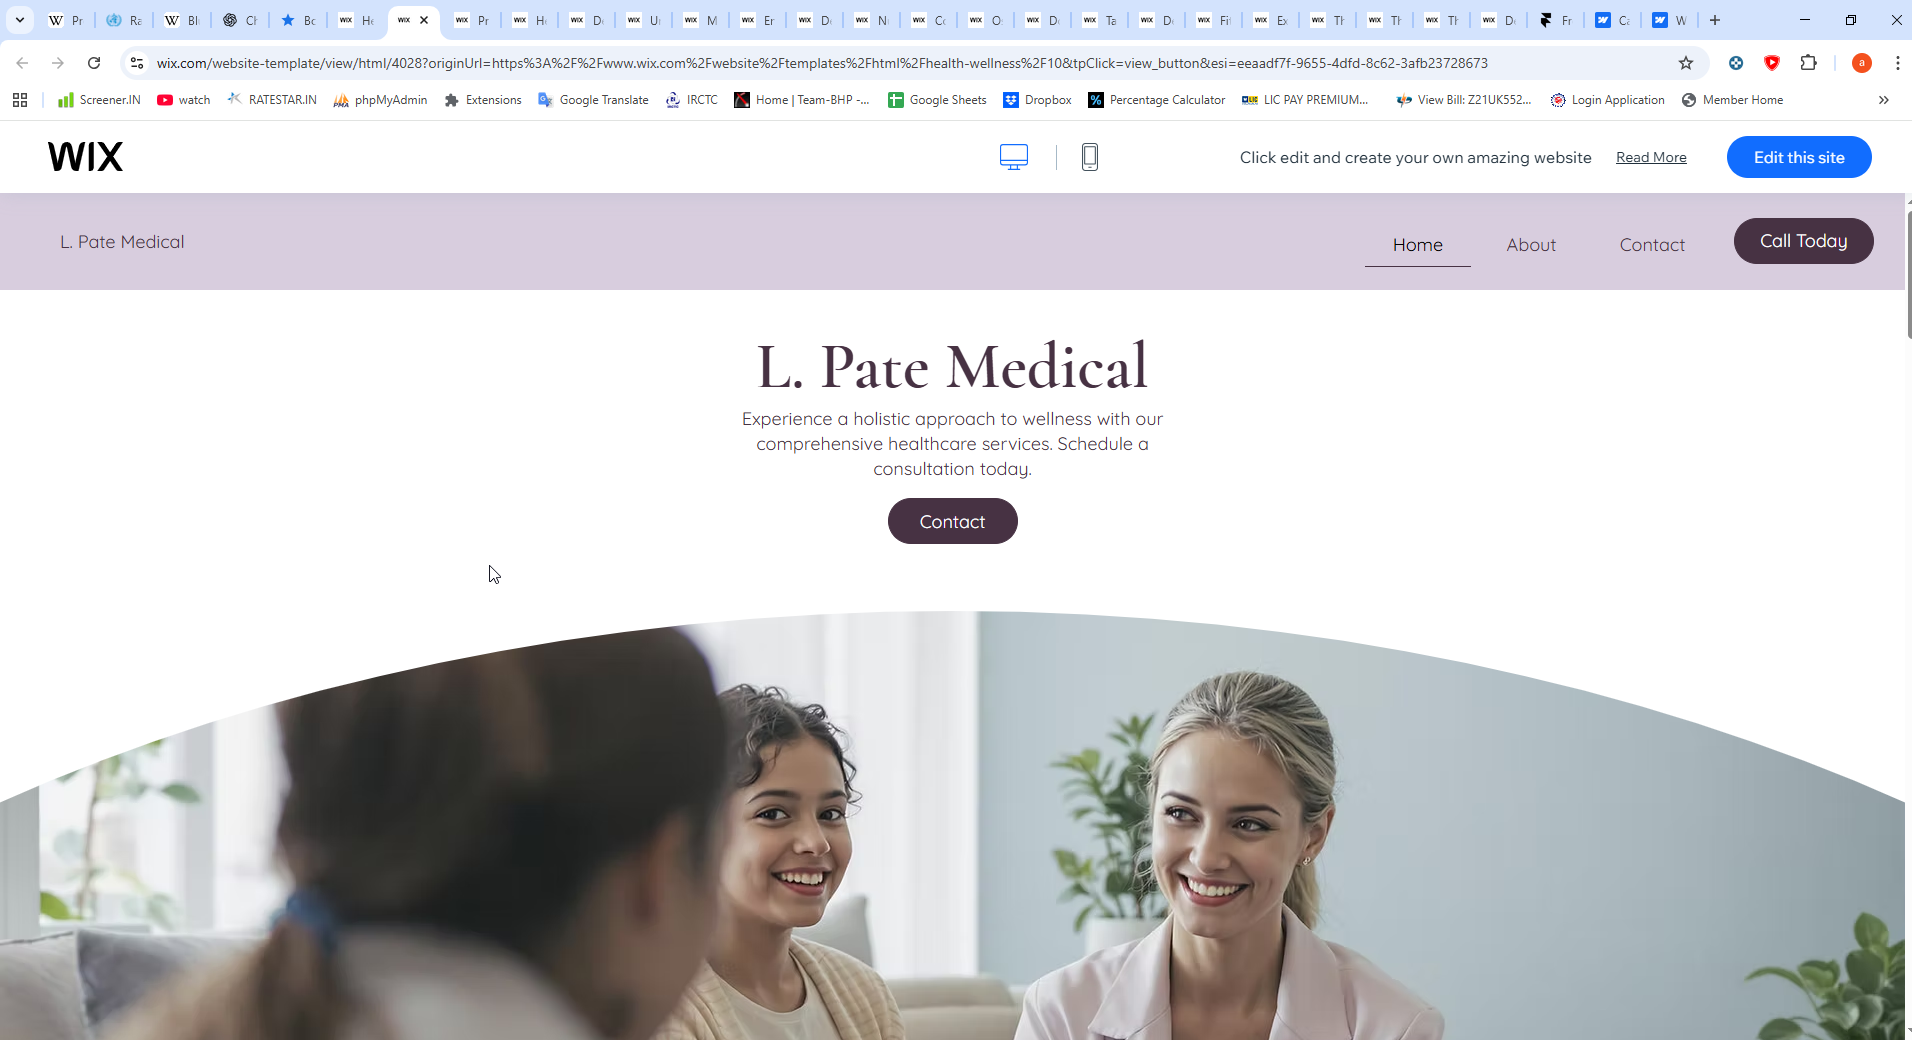 Pr
Ra
Bl
Ch
Bo
WIX He
WIX
WIX Pr
WIX He
WIX De
WIX Ur
WIX M
WIX Er
WIX De
WIX Nu
WIX Co
WIX O
WIX De
WIX Ta
WIX De
WIX Fit
WIX Ex
WIX Th
WIX Th
WIX Th
WIX De
Fr
Ca
W
wix.com/website-template/view/html/4028?originUrl=https%3A%2F%2Fwww.wix.com%2Fwebsite%2Ftemplates%2Fhtml%2Fhealth-wellness%2F10&tpClick=view_button&esi=eeaadf7f-9655-4dfd-8c62-3afb23728673
a
Screener.IN watch RATESTAR.IN phpMyAdmin Extensions Google Translate IRCTC Home | Team-BHP -... Google Sheets Dropbox Percentage Calculator LIC PAY PREMIUM... View Bill: Z21UK552... Login Application Member Home
WIX Click edit and create your own amazing website Read More Edit this site
L. Pate Medical Home About Contact Call Today
L. Pate Medical
Experience a holistic approach to wellness with our
comprehensive healthcare services. Schedule a
consultation today.
Contact